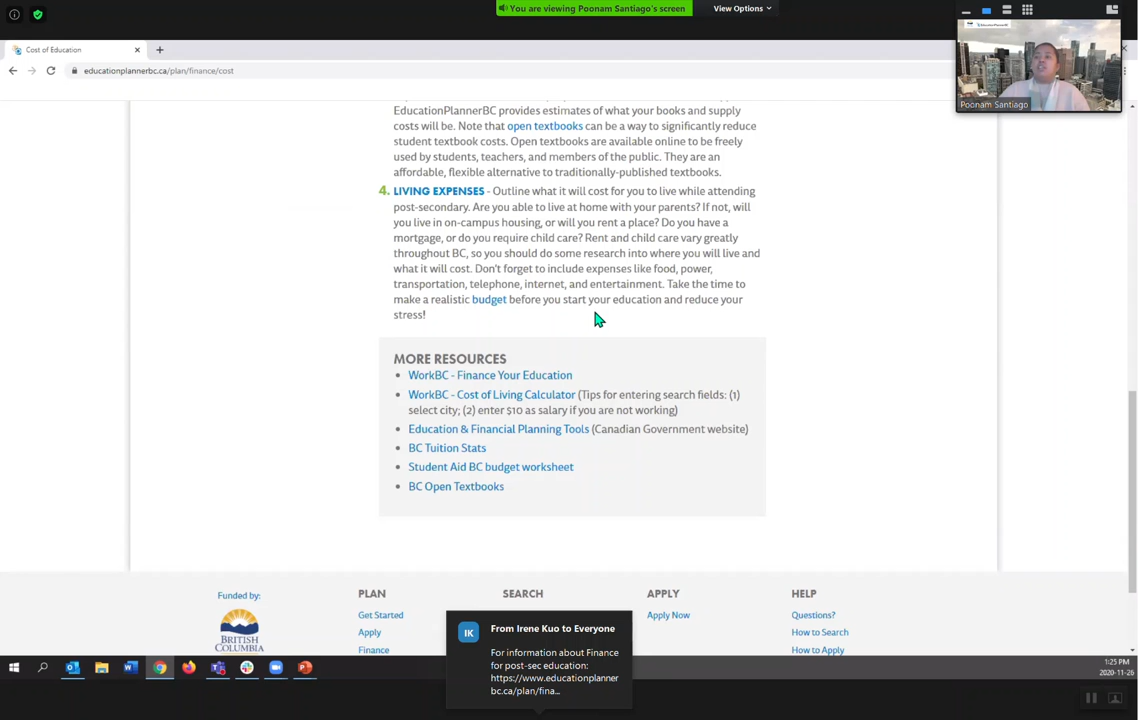 You are viewing Poonam Santiago's screen
View Options
Cost of Education
educationplannerbc.ca/plan/finance/cost
Poonam Santiago
EducationPlannerBC provides estimates of what your books and supply
costs will be. Note that open textbooks can be a way to significantly reduce
student textbook costs. Open textbooks are available online to be freely
used by students, teachers, and members of the public. They are an
affordable, flexible alternative to traditionally-published textbooks.
4. LIVING EXPENSES - Outline what it will cost for you to live while attending
post-secondary. Are you able to live at home with your parents? If not, will
you live in on-campus housing, or will you rent a place? Do you have a
mortgage, or do you require child care? Rent and child care vary greatly
throughout BC, so you should do some research into where you will live and
what it will cost. Don't forget to include expenses like food, power,
transportation, telephone, internet, and entertainment. Take the time to
make a realistic budget before you start your education and reduce your
stress!
MORE RESOURCES
• WorkBC - Finance Your Education
• WorkBC - Cost of Living Calculator (Tips for entering search fields: (1)
select city; (2) enter $10 as salary if you are not working)
• Education & Financial Planning Tools (Canadian Government website)
• BC Tuition Stats
• Student Aid BC budget worksheet
• BC Open Textbooks
Funded by:
BRITISH
COLUMBIA
PLAN
Get Started
Apply
Finance
SEARCH
APPLY
Apply Now
HELP
Questions?
How to Search
How to Apply
IK
From Irene Kuo to Everyone
For information about Finance
for post-sec education:
https://www.educationplanner
bc.ca/plan/fina...
1:25 PM
2020-11-26